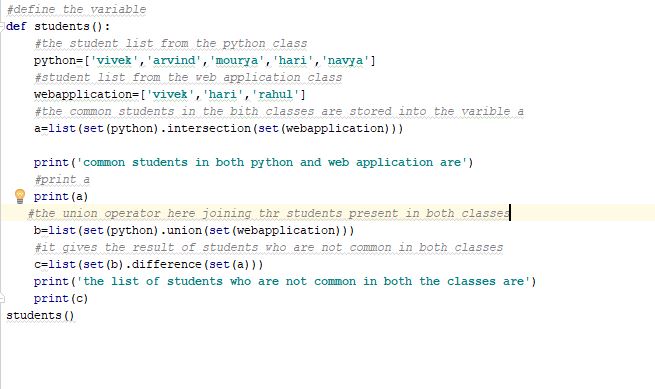 #define the variable
def students():
#the student list from the python class
python=['vivek','arvind','mourya','hari','navya']
#student list from the web application class
webapplication=['vivek','hari','rahul']
#the common students in the bith classes are stored into the varible a
a=list(set(python).intersection(set(webapplication)))
print('common students in both python and web application are')
#print a
print(a)
#the union operator here joining thr students present in both classes
b=list(set(python).union(set(webapplication)))
#it gives the result of students who are not common in both classes
c=list(set(b).difference(set(a)))
print('the list of students who are not common in both the classes are')
print(c)
students()